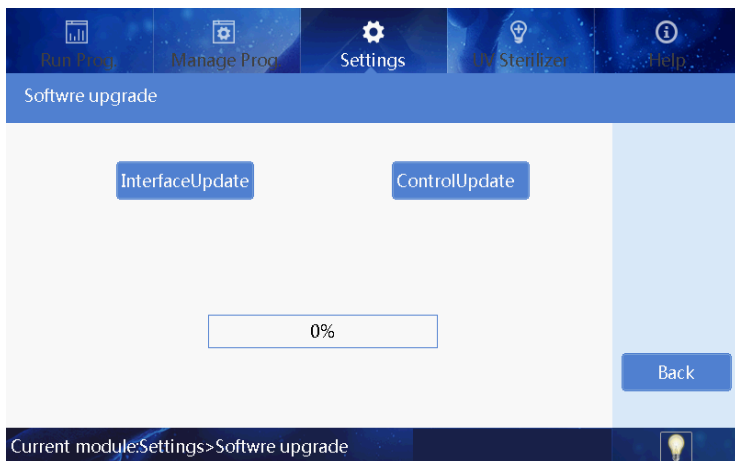 Run Prog. Manage Prog. Settings UV Sterilizer Help
Softwre upgrade
InterfaceUpdate ControlUpdate
0%
Back
Current module:Settings>Softwre upgrade